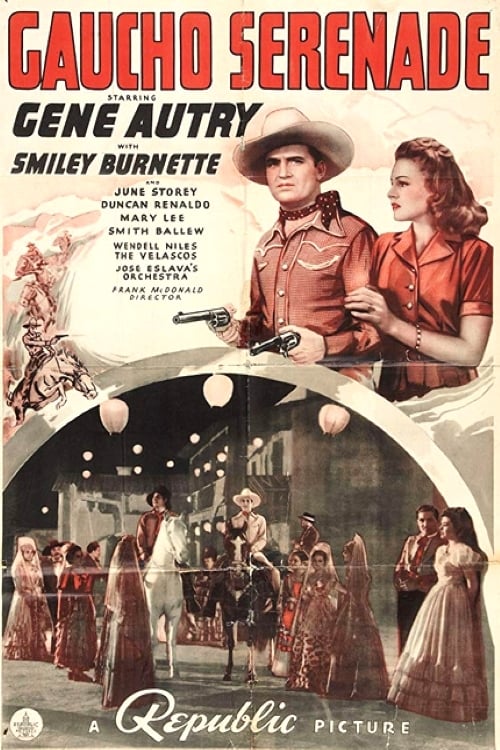 GAUCHO SERENADE
STARRING
GENE AUTRY
WITH
SMILEY BURNETTE
AND
JUNE STOREY
DUNCAN RENALDO
MARY LEE
SMITH BALLEW
WENDELL NILES
THE VELASCOS
JOSE ESLAVA'S
ORCHESTRA
FRANK McDONALD
DIRECTOR
A Republic PICTURE